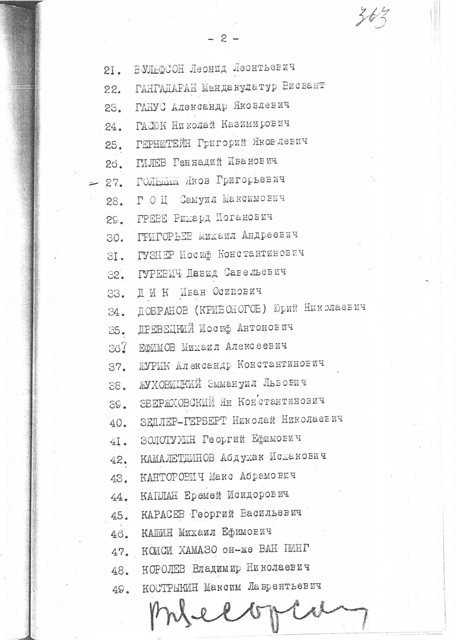 363
- 2 -
21. ВУЛЬФСОН Леонид Леонтьевич
22. ГАНГАДАРАН Мандакулатур Висвант
23. ГАНУС Александр Яковлевич
24. ГАСЮК Николай Казимирович
25. ГЕРНШТЕЙН Григорий Яковлевич
26. ГИЛЕВ Геннадий Иванович
27. ГОЛЬДИН Яков Григорьевич
28. Г О Ц Самуил Максимович
29. ГРЕВЕ Рихард Иоганович
30. ГРИГОРЬЕВ Михаил Андреевич
31. ГУЗНЕР Иосиф Константинович
32. ГУРЕВИЧ Давид Савельевич
33. Д И К Иван Осипович
34. ДОБРАНОВ (КРИВОНОГОВ) Юрий Николаевич
35. ДРЕВЕЦКИЙ Иосиф Антонович
36. ЕФИМОВ Михаил Алексеевич
37. ЖУРИК Александр Константинович
38. ЖУХОВИЦКИЙ Эммануил Львович
39. ЗБЕРЖХОВСКИЙ Ян Константинович
40. ЗЕДЛЕР-ГЕРБЕРТ Николай Николаевич
41. ЗОЛОТУХИН Георгий Ефимович
42. КАМАЛЕТДИНОВ Абдухак Исхакович
43. КАНТОРОВИЧ Макс Абрамович
44. КАПЛАН Еремей Исидорович
45. КАРАСЕВ Георгий Васильевич
46. КАШИН Михаил Ефимович
47. КОИСИ ХАМАЗО он-же ВАН ПИНГ
48. КОРОЛЕВ Владимир Николаевич
49. КОСТРЫКИН Максим Лаврентьевич